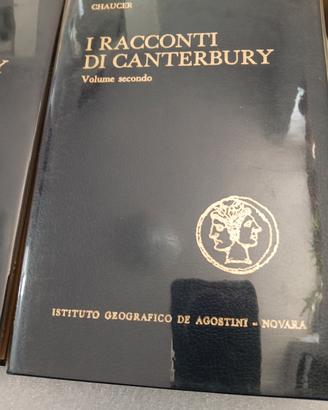 CHAUCER
I RACCONTI
DI CANTERBURY
Volume secondo
ISTITUTO GEOGRAFICO DE AGOSTINI - NOVARA
Y